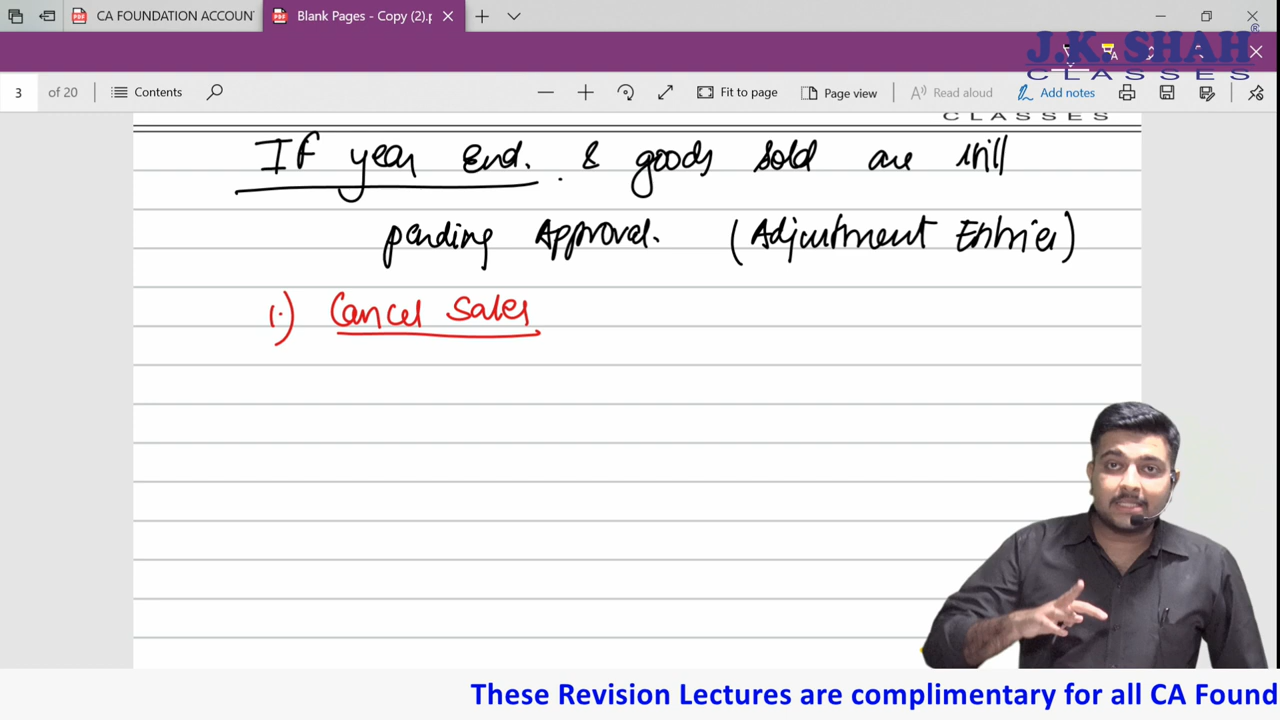 CA FOUNDATION ACCOUNT
Blank Pages - Copy (2).p
J.K. SHAH®
CLASSES
3 of 20
Contents
Fit to page
Page view
Read aloud
Add notes
CLASSES
If year End. & goods sold are still
pending Approval. (Adjustment Entries)
1.) Cancel Sales
These Revision Lectures are complimentary for all CA Found